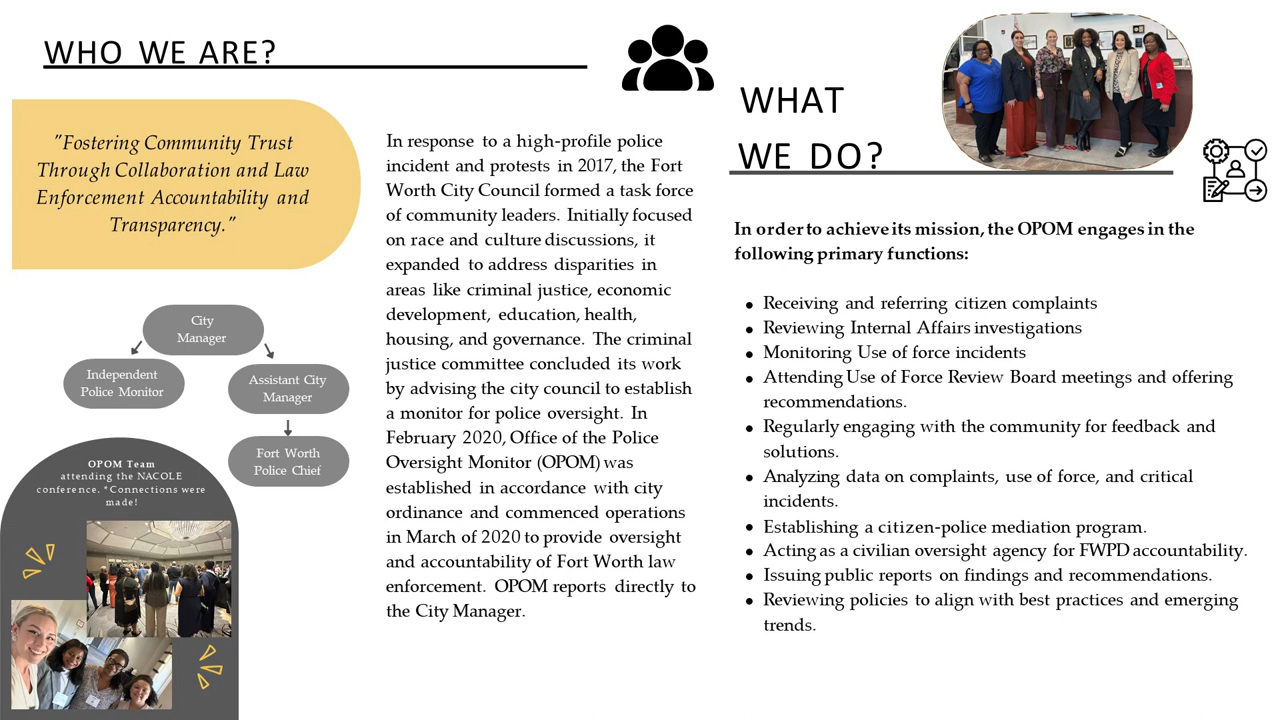 WHO WE ARE?
"Fostering Community Trust
Through Collaboration and Law
Enforcement Accountability and
Transparency."
City
Manager
Independent
Police Monitor
Assistant City
Manager
Fort Worth
Police Chief
OPOM Team
attending the NACOLE
conference. *Connections were
made!
In response to a high-profile police
incident and protests in 2017, the Fort
Worth City Council formed a task force
of community leaders. Initially focused
on race and culture discussions, it
expanded to address disparities in
areas like criminal justice, economic
development, education, health,
housing, and governance. The criminal
justice committee concluded its work
by advising the city council to establish
a monitor for police oversight. In
February 2020, Office of the Police
Oversight Monitor (OPOM) was
established in accordance with city
ordinance and commenced operations
in March of 2020 to provide oversight
and accountability of Fort Worth law
enforcement. OPOM reports directly to
the City Manager.
WHAT
WE DO?
In order to achieve its mission, the OPOM engages in the
following primary functions:
• Receiving and referring citizen complaints
• Reviewing Internal Affairs investigations
• Monitoring Use of force incidents
• Attending Use of Force Review Board meetings and offering
recommendations.
• Regularly engaging with the community for feedback and
solutions.
• Analyzing data on complaints, use of force, and critical
incidents.
• Establishing a citizen-police mediation program.
• Acting as a civilian oversight agency for FWPD accountability.
• Issuing public reports on findings and recommendations.
• Reviewing policies to align with best practices and emerging
trends.